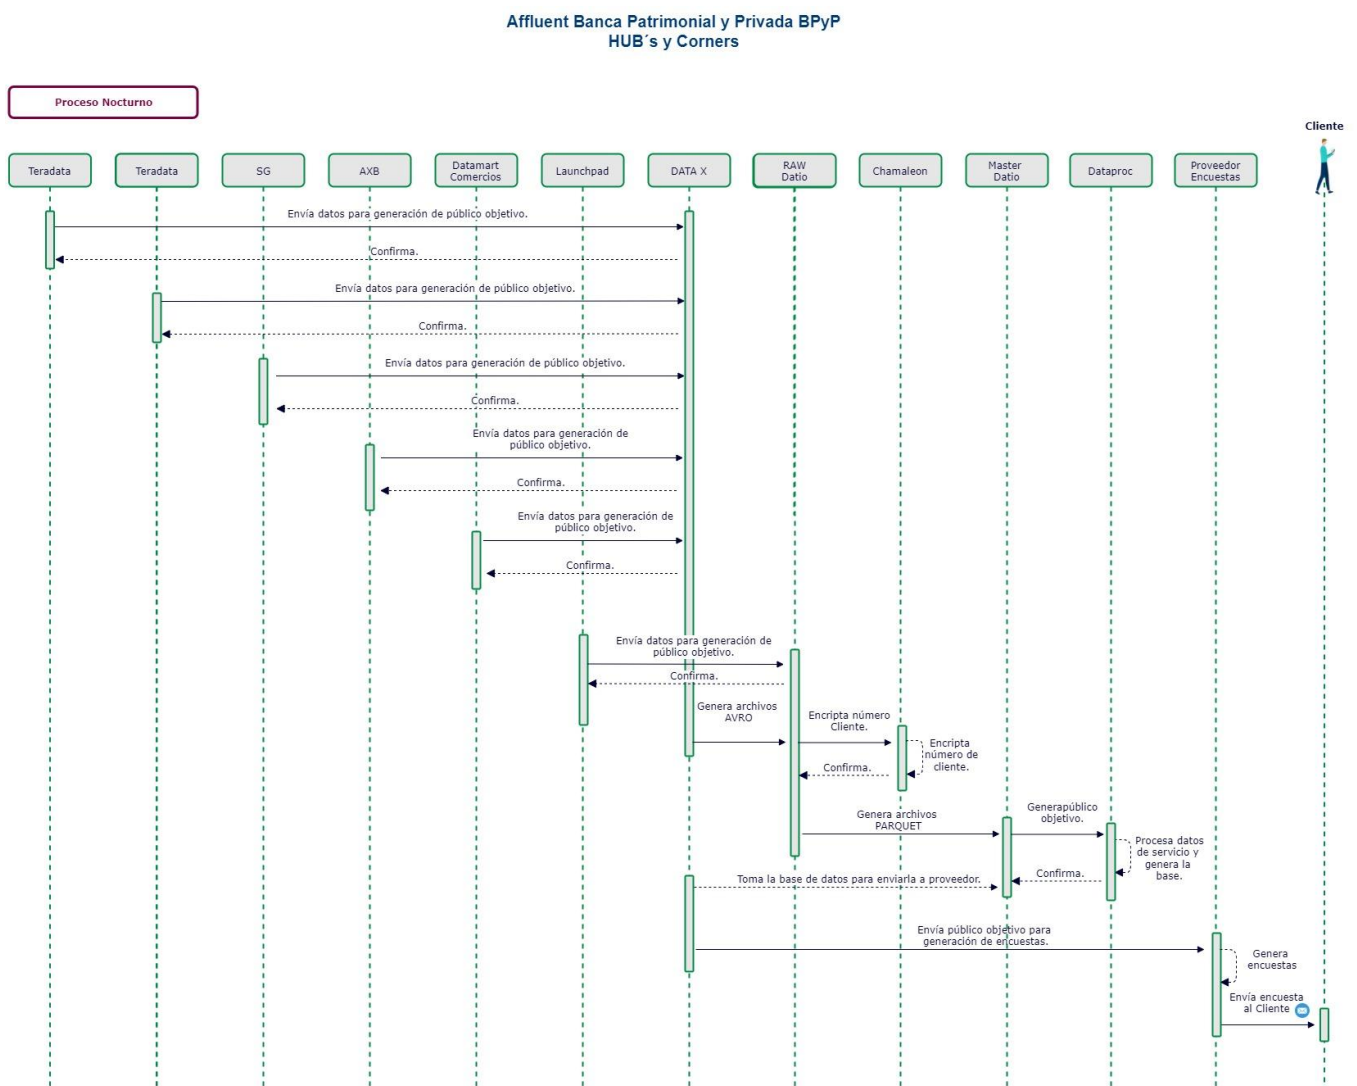 Affluent Banca Patrimonial y Privada BPyP
HUB´s y Corners
Proceso Nocturno
Cliente
Teradata
Teradata
SG
AXB
Datamart
Comercios
Launchpad
DATA X
RAW
Datio
Chamaleon
Master
Datio
Dataproc
Proveedor
Encuestas
Envía datos para generación de público objetivo.
Confirma.
Envía datos para generación de público objetivo.
Confirma.
Envía datos para generación de público objetivo.
Confirma.
Envía datos para generación de
público objetivo.
Confirma.
Envía datos para generación de
público objetivo.
Confirma.
Envía datos para generación de
público objetivo.
Confirma.
Genera archivos
AVRO
Encripta número
Cliente.
Encripta
número de
cliente.
Confirma.
Genera archivos
PARQUET
Generapúblico
objetivo.
Procesa datos
de servicio y
genera la
base.
Confirma.
Toma la base de datos para enviarla a proveedor.
Envía público objetivo para
generación de encuestas.
Genera
encuestas
Envía encuesta
al Cliente